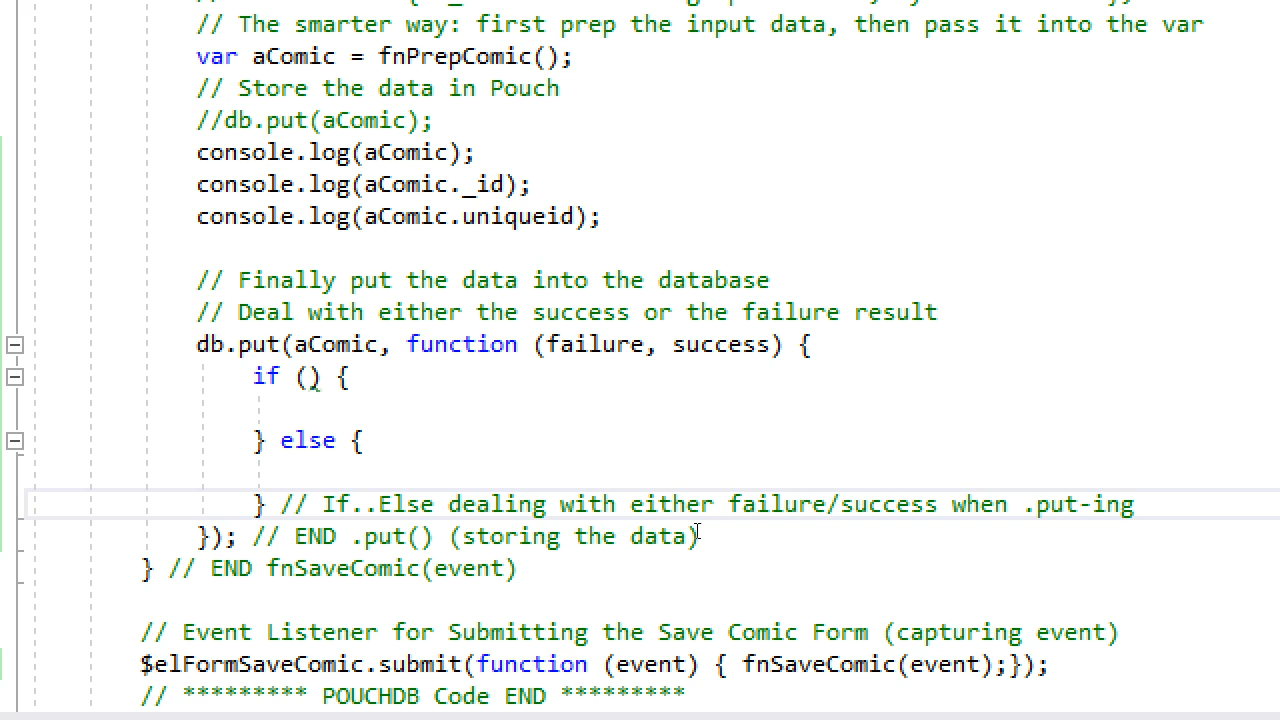 // The smarter way: first prep the input data, then pass it into the var
var aComic = fnPrepComic();
// Store the data in Pouch
//db.put(aComic);
console.log(aComic);
console.log(aComic._id);
console.log(aComic.uniqueid);
// Finally put the data into the database
// Deal with either the success or the failure result
db.put(aComic, function (failure, success) {
if () {
} else {
} // If..Else dealing with either failure/success when .put-ing
}); // END .put() (storing the data)
} // END fnSaveComic(event)
// Event Listener for Submitting the Save Comic Form (capturing event)
$elFormSaveComic.submit(function (event) { fnSaveComic(event);});
// ********* POUCHDB Code END *********